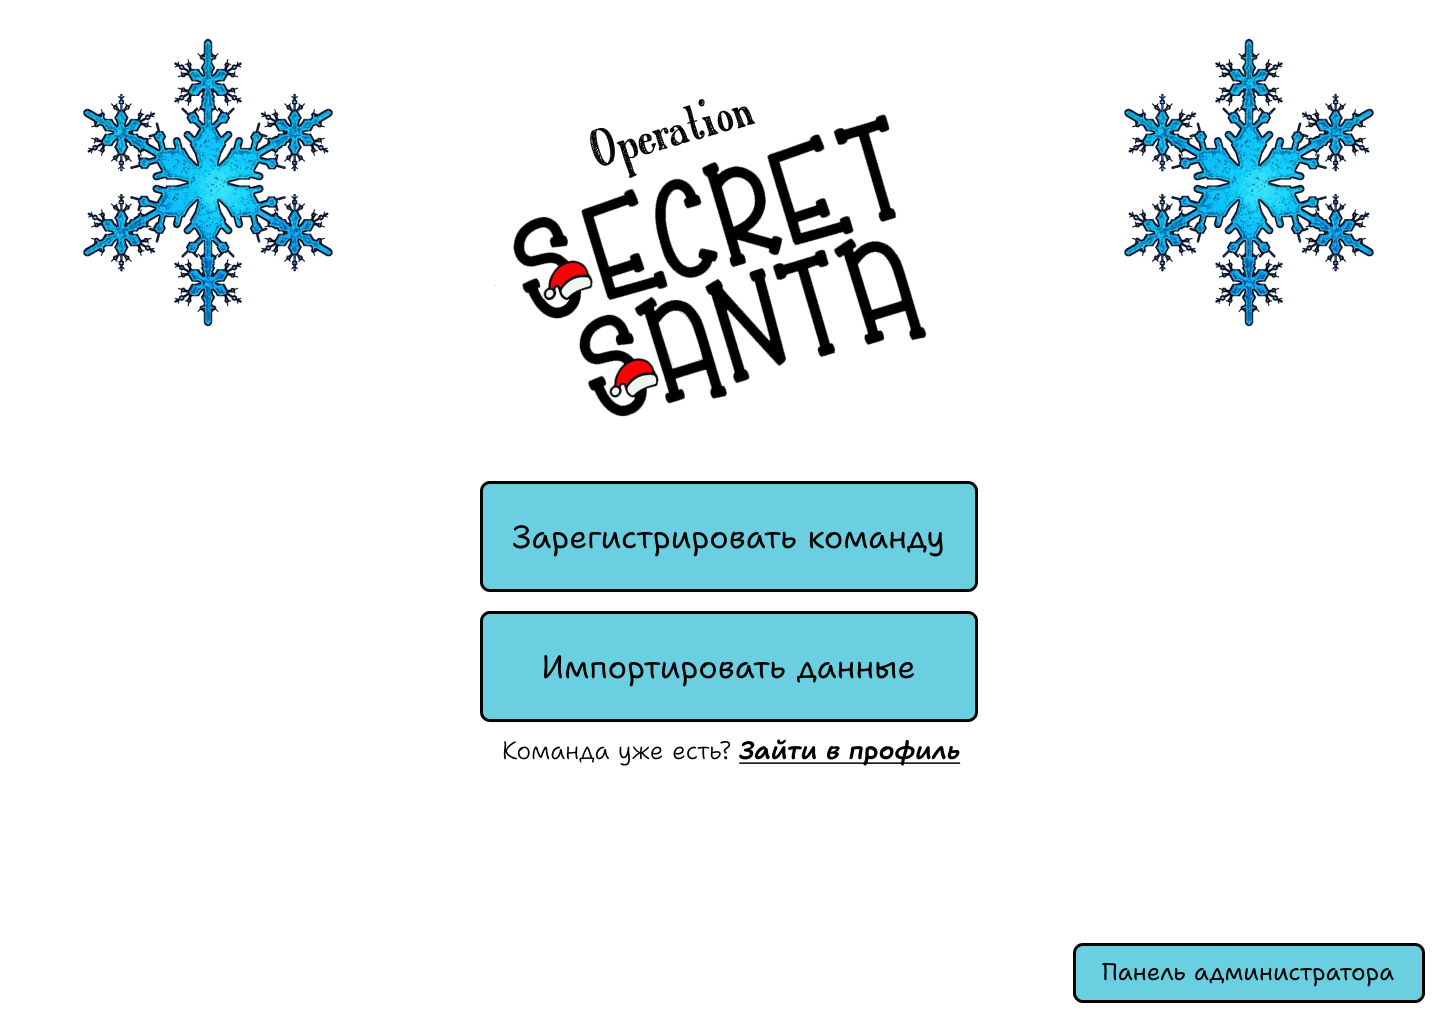 Operation
SECRET
SANTA
Зарегистрировать команду
Импортировать данные
Команда уже есть? Зайти в профиль
Панель администратора